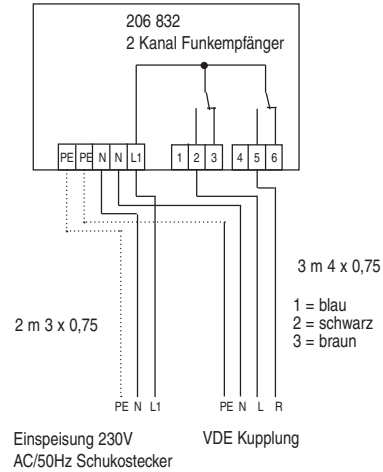 206 832
2 Kanal Funkempfänger
PE PE N N L1 1 2 3 4 5 6
3 m 4 x 0,75
1 = blau
2 = schwarz
3 = braun
2 m 3 x 0,75
PE N L1 PE N L R
Einspeisung 230V
AC/50Hz Schukostecker
VDE Kupplung